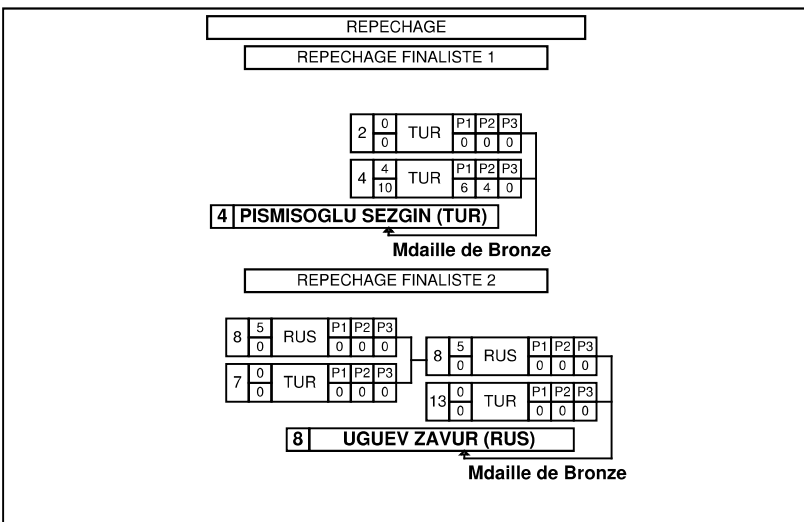 REPECHAGE
REPECHAGE FINALISTE 1
2 0 TUR P1 P2 P3
0 0 0 0
4 4 TUR P1 P2 P3
10 6 4 0
4 PISMISOGLU SEZGIN (TUR)
Mdaille de Bronze
REPECHAGE FINALISTE 2
8 5 RUS P1 P2 P3
0 0 0 0
7 0 TUR P1 P2 P3
0 0 0 0
8 5 RUS P1 P2 P3
0 0 0 0
13 0 TUR P1 P2 P3
0 0 0 0
8 UGUEV ZAVUR (RUS)
Mdaille de Bronze